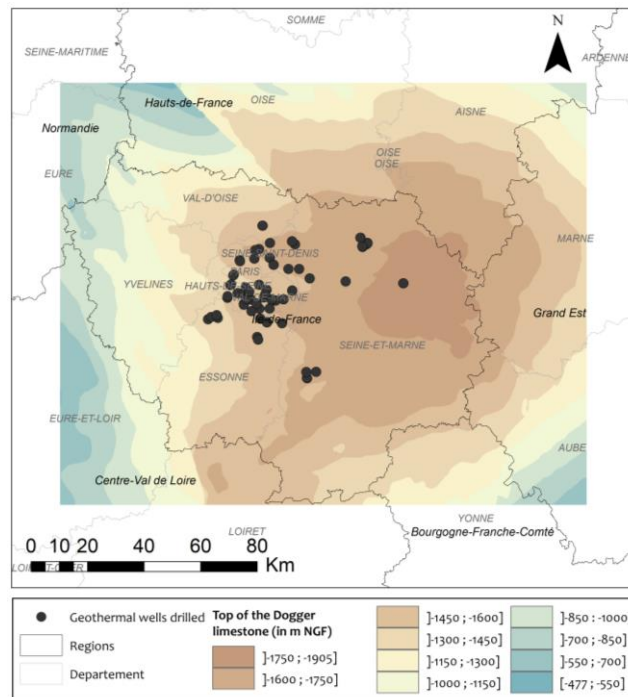 SOMME
N
SEINE-MARITIME
ARDENNE
Hauts-de-France
OISE
AISNE
Normandie
OISE
OISE
EURE
VAL-D'OISE
MARNE
SEINE-SAINT-DENIS
PARIS
YVELINES
HAUTS-DE-SEINE
Grand Est
Ile-de-France
SEINE-ET-MARNE
ESSONNE
EURE-ET-LOIR
AUBE
Centre-Val de Loire
YONNE
LOIRET
Bourgogne-Franche-Comté
0 10 20 40 60 80
Km
Geothermal wells drilled
Regions
Departement
Top of the Dogger
limestone (in m NGF)
]-1750 ; -1905]
]-1600 ; -1750]
]-1450 ; -1600]
]-1300 ; -1450]
]-1150 ; -1300]
]-1000 ; -1150]
]-850 : -1000]
]-700 ; -850]
]-550 ; -700]
[-477 ; -550]